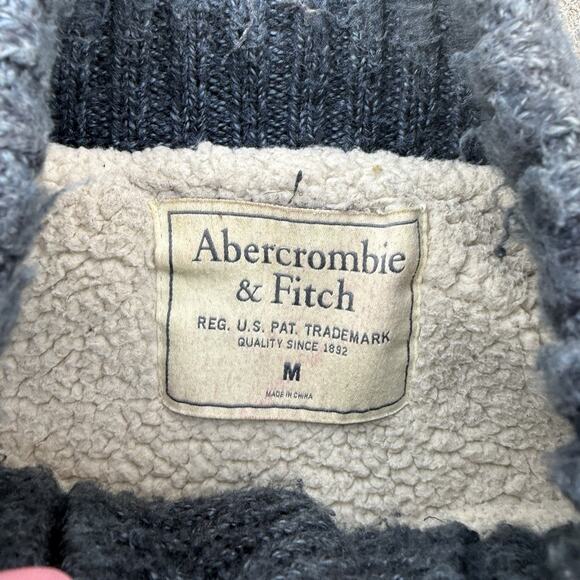 Abercrombie
& Fitch
REG. U.S. PAT. TRADEMARK
QUALITY SINCE 1892
M
MADE IN CHINA